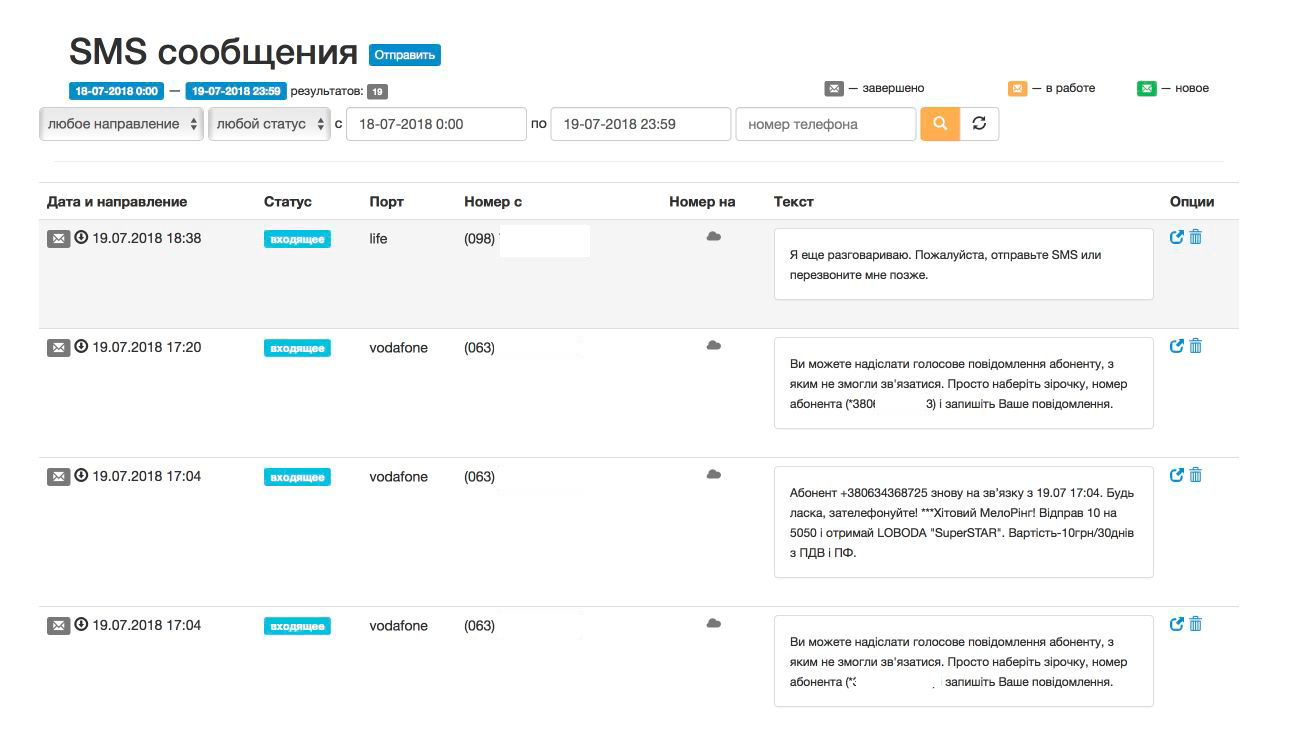 SMS сообщения Отправить
18-07-2018 0:00 — 19-07-2018 23:59 результатов: 19
— завершено — в работе — новое
любое направление любой статус с 18-07-2018 0:00 по 19-07-2018 23:59 номер телефона
Дата и направление Статус Порт Номер с Номер на Текст Опции
19.07.2018 18:38 входящее life (098)
Я еще разговариваю. Пожалуйста, отправьте SMS или
перезвоните мне позже.
19.07.2018 17:20 входящее vodafone (063)
Ви можете надіслати голосове повідомлення абоненту, з
яким не змогли зв'язатися. Просто наберіть зірочку, номер
абонента (*380 3) і запишіть Ваше повідомлення.
19.07.2018 17:04 входящее vodafone (063)
Абонент +380634368725 знову на зв'язку з 19.07 17:04. Будь
ласка, зателефонуйте! ***Хітовий МелоРінг! Відправ 10 на
5050 і отримай LOBODA "SuperSTAR". Вартість-10грн/30днів
з ПДВ і ПФ.
19.07.2018 17:04 входящее vodafone (063)
Ви можете надіслати голосове повідомлення абоненту, з
яким не змогли зв'язатися. Просто наберіть зірочку, номер
абонента (* запишіть Ваше повідомлення.